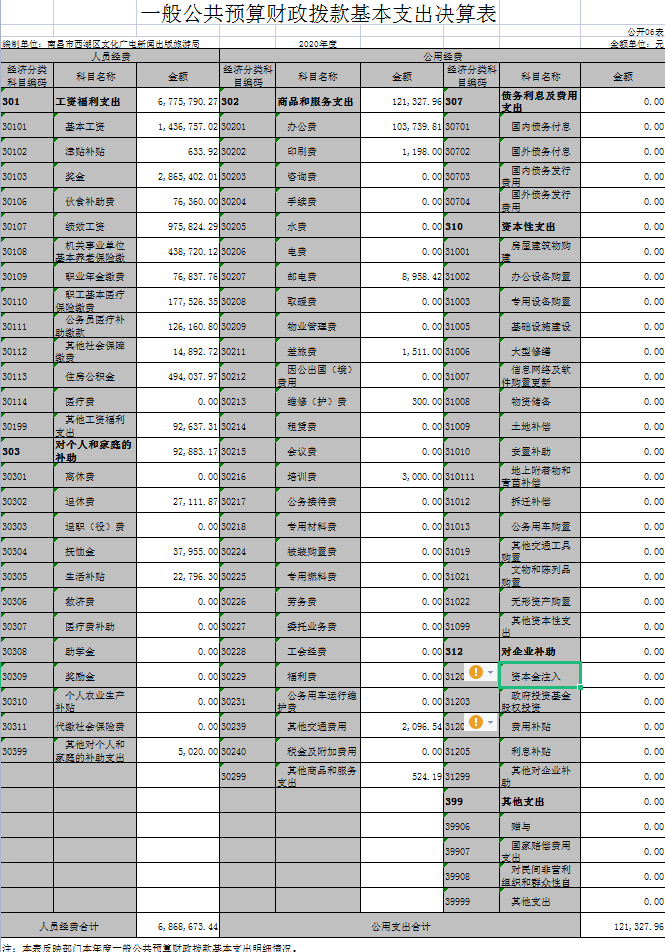 一般公共预算财政拨款基本支出决算表
公开06表
编制单位：南昌市西湖区文化广电新闻出版旅游局 2020年度 金额单位：元
人员经费 公用经费
经济分类科目编码 科目名称 金额 经济分类科目编码 科目名称 金额 经济分类科目编码 科目名称 金额
301 工资福利支出 6,775,790.27 302 商品和服务支出 121,327.96 307 债务利息及费用支出 0.00
30101 基本工资 1,436,757.02 30201 办公费 103,739.81 30701 国内债务付息 0.00
30102 津贴补贴 633.92 30202 印刷费 1,198.00 30702 国外债务付息 0.00
30103 奖金 2,865,402.01 30203 咨询费 0.00 30703 国内债务发行费用 0.00
30106 伙食补助费 76,360.00 30204 手续费 0.00 30704 国外债务发行费用 0.00
30107 绩效工资 975,824.29 30205 水费 0.00 310 资本性支出 0.00
30108 机关事业单位基本养老保险缴 438,720.12 30206 电费 0.00 31001 房屋建筑物购建 0.00
30109 职业年金缴费 76,837.76 30207 邮电费 8,958.42 31002 办公设备购置 0.00
30110 职工基本医疗保险缴费 177,526.35 30208 取暖费 0.00 31003 专用设备购置 0.00
30111 公务员医疗补助缴款 126,160.80 30209 物业管理费 0.00 31005 基础设施建设 0.00
30112 其他社会保障缴费 14,892.72 30211 差旅费 1,511.00 31006 大型修缮 0.00
30113 住房公积金 494,037.97 30212 因公出国（境）费用 0.00 31007 信息网络及软件购置更新 0.00
30114 医疗费 0.00 30213 维修（护）费 300.00 31008 物资储备 0.00
30199 其他工资福利支出 92,637.31 30214 租赁费 0.00 31009 土地补偿 0.00
303 对个人和家庭的补助 92,883.17 30215 会议费 0.00 31010 安置补助 0.00
30301 离休费 0.00 30216 培训费 3,000.00 310111 地上附着物和青苗补偿 0.00
30302 退休费 27,111.87 30217 公务接待费 0.00 31012 拆迁补偿 0.00
30303 退职（役）费 0.00 30218 专用材料费 0.00 31013 公务用车购置 0.00
30304 抚恤金 37,955.00 30224 被装购置费 0.00 31019 其他交通工具购置 0.00
30305 生活补贴 22,796.30 30225 专用燃料费 0.00 31021 文物和陈列品购置 0.00
30306 救济费 0.00 30226 劳务费 0.00 31022 无形资产购置 0.00
30307 医疗费补助 0.00 30227 委托业务费 0.00 31099 其他资本性支出 0.00
30308 助学金 0.00 30228 工会经费 0.00 312 对企业补助 0.00
30309 奖励金 0.00 30229 福利费 0.00 3120 资本金注入 0.00
30310 个人农业生产补贴 0.00 30231 公务用车运行维护费 0.00 31203 政府投资基金股权投资 0.00
30311 代缴社会保险费 0.00 30239 其他交通费用 2,096.54 3120 费用补贴 0.00
30399 其他对个人和家庭的补助支出 5,020.00 30240 税金及附加费用 0.00 31205 利息补贴 0.00
30299 其他商品和服务支出 524.19 31299 其他对企业补助 0.00
399 其他支出 0.00
39906 赠与 0.00
39907 国家赔偿费用支出 0.00
39908 对民间非营利组织和群众性自 0.00
39999 其他支出 0.00
人员经费合计 6,868,673.44 公用支出合计 121,327.96
注：本表反映部门本年度一般公共预算财政拨款基本支出明细情况。